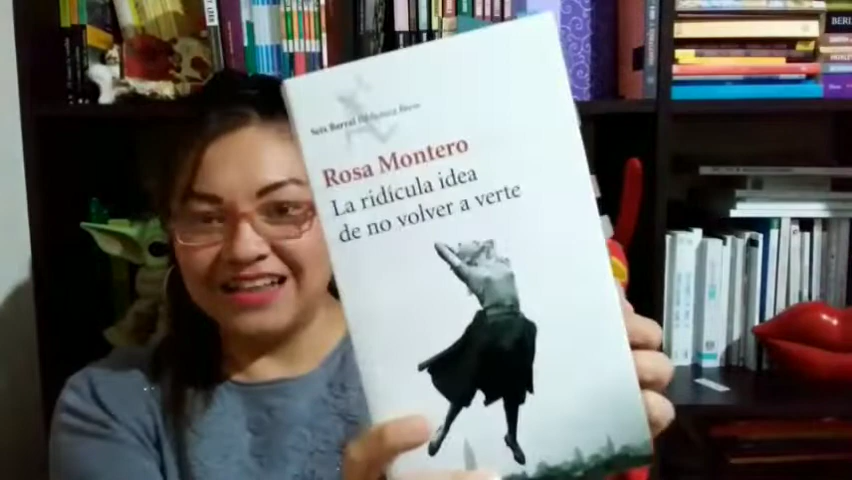 Seix Barral Biblioteca Breve
Rosa Montero
La ridícula idea
de no volver a verte